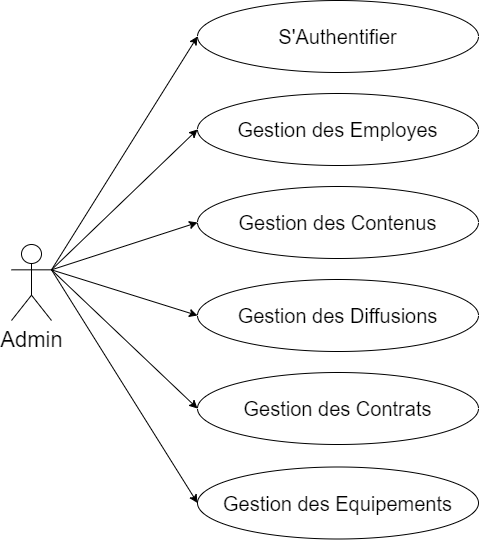 S'Authentifier
Gestion des Employes
Gestion des Contenus
Gestion des Diffusions
Admin
Gestion des Contrats
Gestion des Equipements